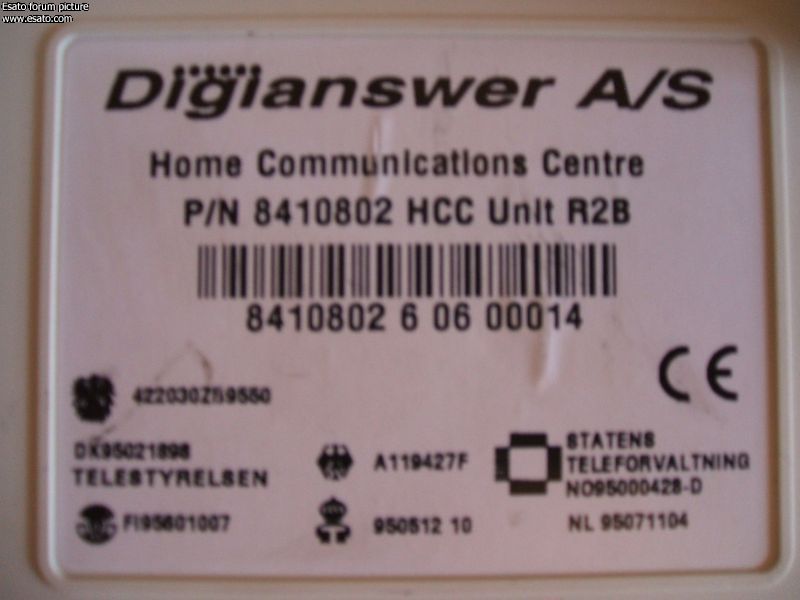 Esato forum picture
www.esato.com
Digianswer A/S
Home Communications Centre
P/N 8410802 HCC Unit R2B
8410802 6 06 00014
CE
DK95021898
TELESTYRELSEN
A119427F
STATENS
TELEFORVALTNING
NO95000428-D
FI95601007
950512 10
NL 95071104